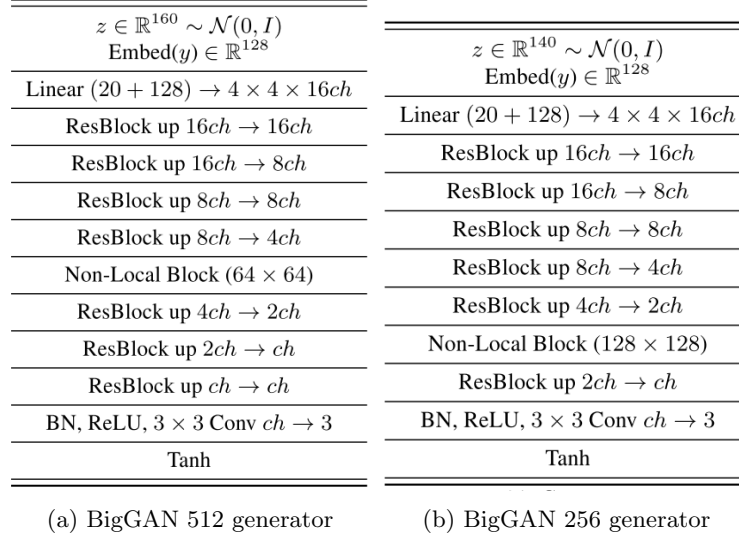 z ∈ ℝ^160 ∼ 𝒩(0, I)
Embed(y) ∈ ℝ^128
Linear (20 + 128) → 4 × 4 × 16ch
ResBlock up 16ch → 16ch
ResBlock up 16ch → 8ch
ResBlock up 8ch → 8ch
ResBlock up 8ch → 4ch
Non-Local Block (64 × 64)
ResBlock up 4ch → 2ch
ResBlock up 2ch → ch
ResBlock up ch → ch
BN, ReLU, 3 × 3 Conv ch → 3
Tanh
(a) BigGAN 512 generator
z ∈ ℝ^140 ∼ 𝒩(0, I)
Embed(y) ∈ ℝ^128
Linear (20 + 128) → 4 × 4 × 16ch
ResBlock up 16ch → 16ch
ResBlock up 16ch → 8ch
ResBlock up 8ch → 8ch
ResBlock up 8ch → 4ch
ResBlock up 4ch → 2ch
Non-Local Block (128 × 128)
ResBlock up 2ch → ch
BN, ReLU, 3 × 3 Conv ch → 3
Tanh
(b) BigGAN 256 generator